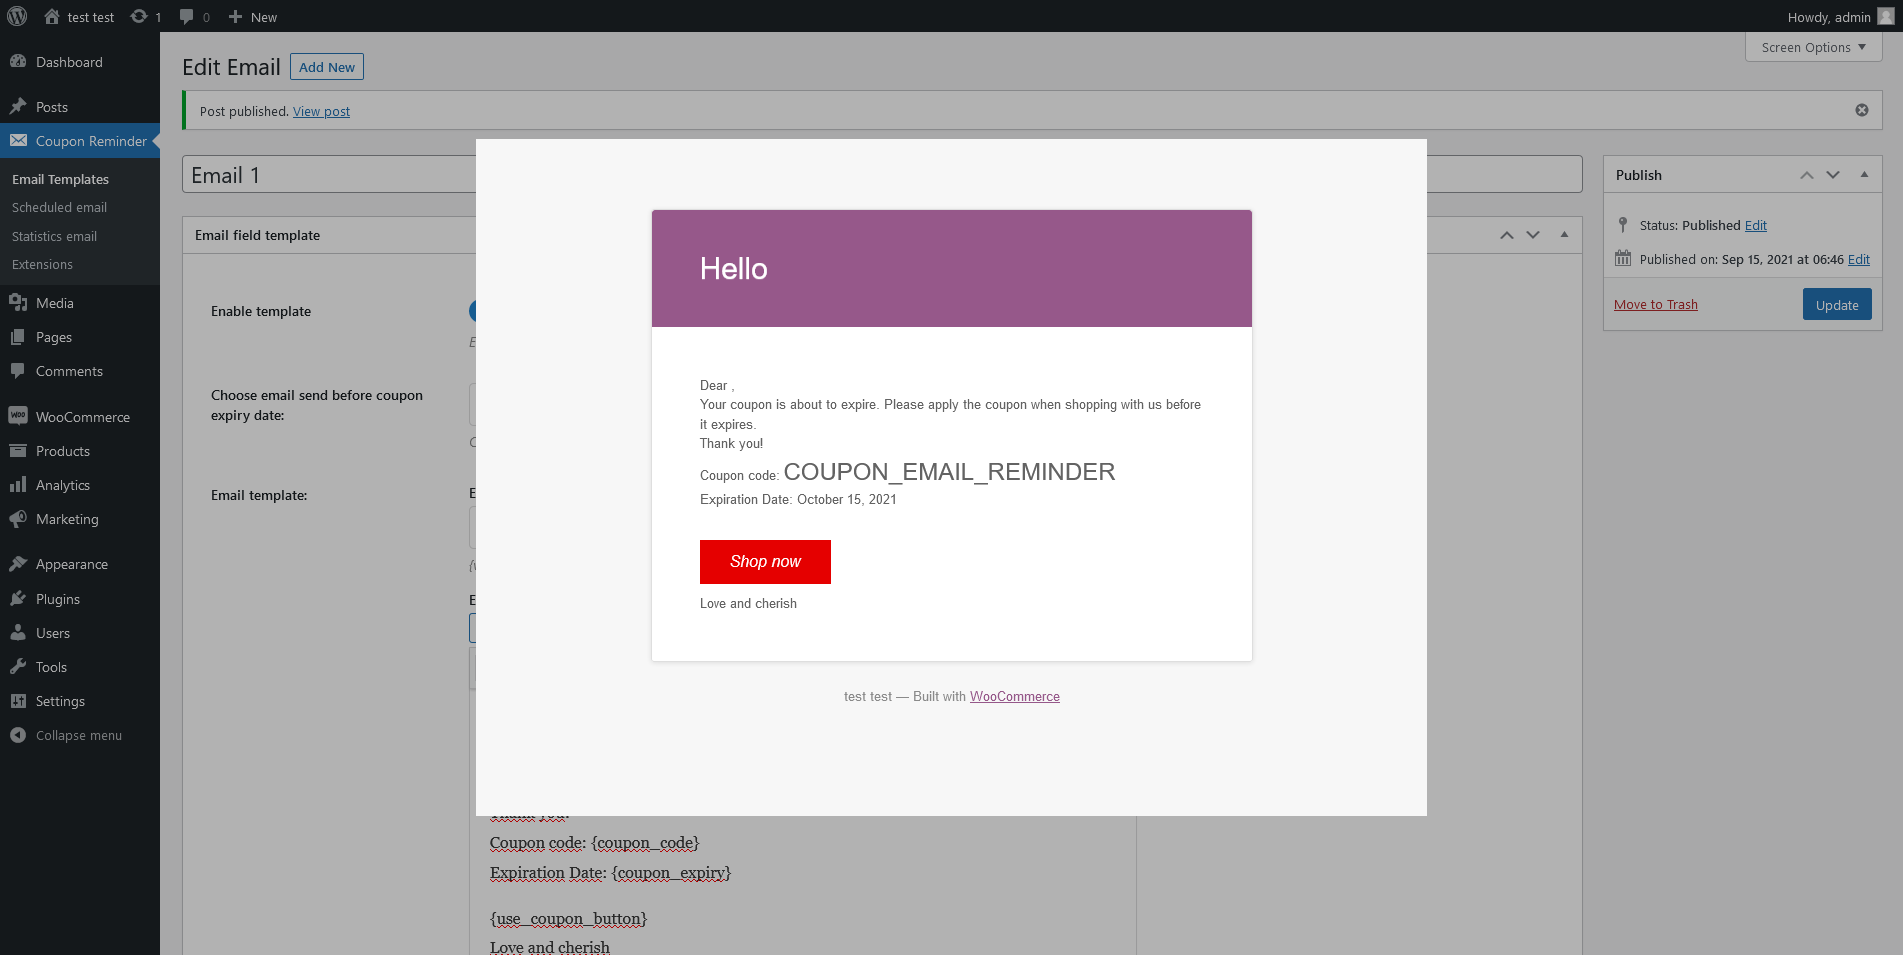 test test
1
0
New
Howdy, admin
Screen Options
Dashboard
Posts
Coupon Reminder
Email Templates
Scheduled email
Statistics email
Extensions
Media
Pages
Comments
WooCommerce
Products
Analytics
Marketing
Appearance
Plugins
Users
Tools
Settings
Collapse menu
Edit Email
Add New
Post published. View post
Email 1
Email field template
Enable template
Choose email send before coupon
expiry date:
Email template:
Hello
Dear ,
Your coupon is about to expire. Please apply the coupon when shopping with us before
it expires.
Thank you!
Coupon code: COUPON_EMAIL_REMINDER
Expiration Date: October 15, 2021
Shop now
Love and cherish
test test — Built with WooCommerce
Coupon code: {coupon_code}
Expiration Date: {coupon_expiry}
{use_coupon_button}
Love and cherish
Publish
Status: Published Edit
Published on: Sep 15, 2021 at 06:46 Edit
Move to Trash
Update